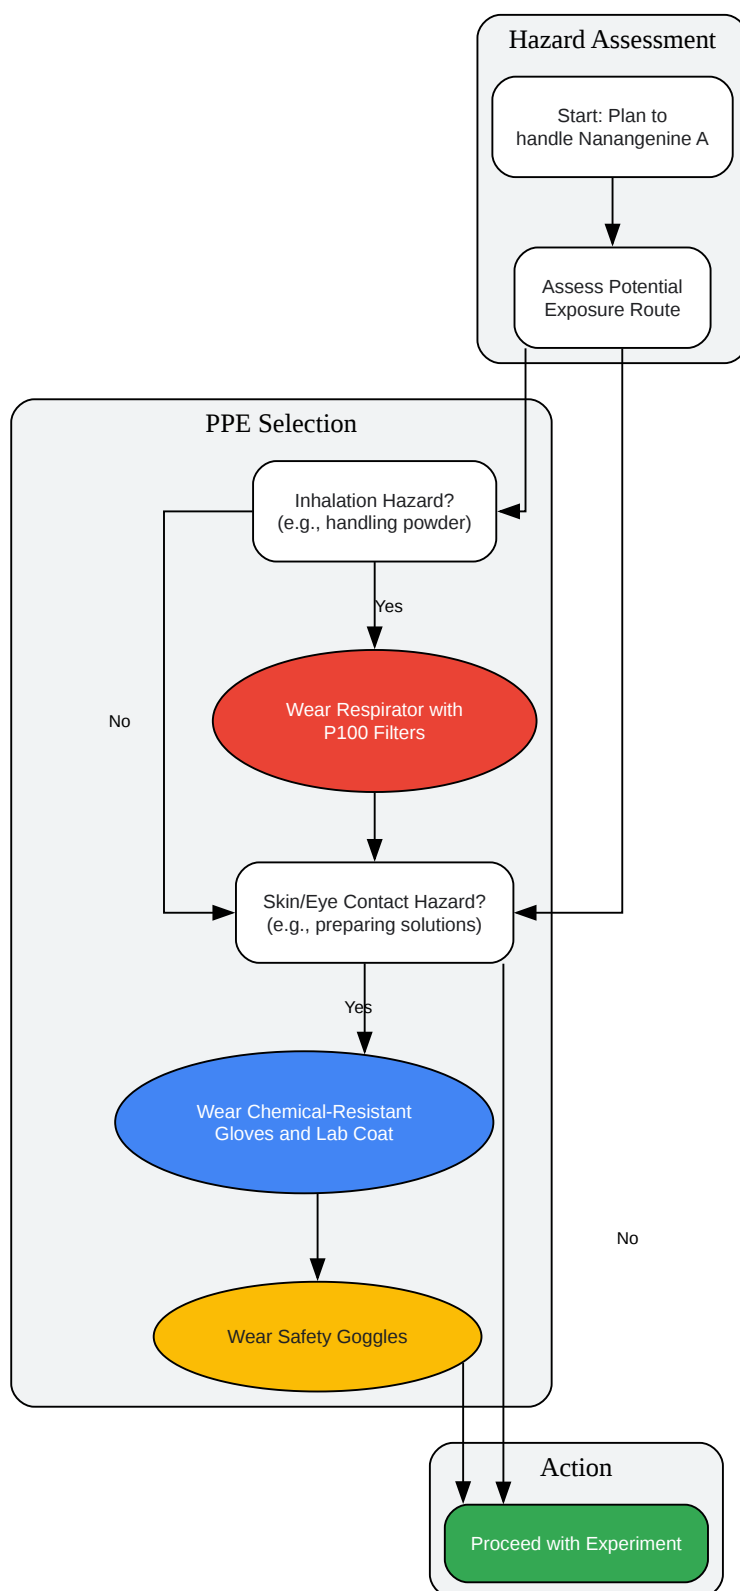 Hazard Assessment
Start: Plan to
handle Nanangenine A
Assess Potential
Exposure Route
PPE Selection
Inhalation Hazard?
(e.g., handling powder)
Yes
Wear Respirator with
P100 Filters
No
Skin/Eye Contact Hazard?
(e.g., preparing solutions)
Yes
Wear Chemical-Resistant
Gloves and Lab Coat
No
Wear Safety Goggles
Action
Proceed with Experiment